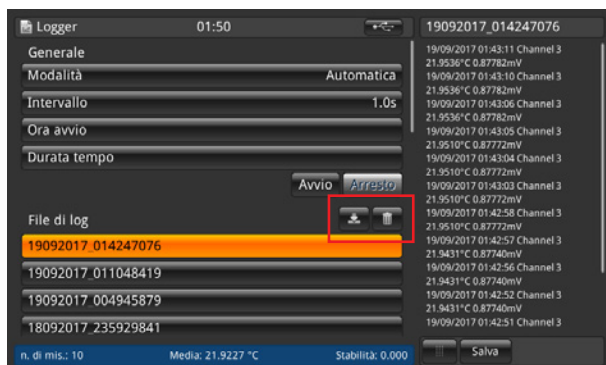 Logger 01:50
Generale
Modalità Automatica
Intervallo 1.0s
Ora avvio
Durata tempo
Avvio Arresto
File di log
19092017_014247076
19092017_011048419
19092017_004945879
18092017_235929841
n. di mis.: 10 Media: 21.9227 °C Stabilità: 0.000
19092017_014247076
19/09/2017 01:43:11 Channel 3
21.9536°C 0.87782mV
19/09/2017 01:43:10 Channel 3
21.9536°C 0.87782mV
19/09/2017 01:43:06 Channel 3
21.9536°C 0.87782mV
19/09/2017 01:43:05 Channel 3
21.9510°C 0.87772mV
19/09/2017 01:43:04 Channel 3
21.9510°C 0.87772mV
19/09/2017 01:43:03 Channel 3
21.9510°C 0.87772mV
19/09/2017 01:42:58 Channel 3
21.9510°C 0.87772mV
19/09/2017 01:42:57 Channel 3
21.9431°C 0.87740mV
19/09/2017 01:42:56 Channel 3
21.9431°C 0.87740mV
19/09/2017 01:42:52 Channel 3
21.9431°C 0.87740mV
19/09/2017 01:42:51 Channel 3
Salva